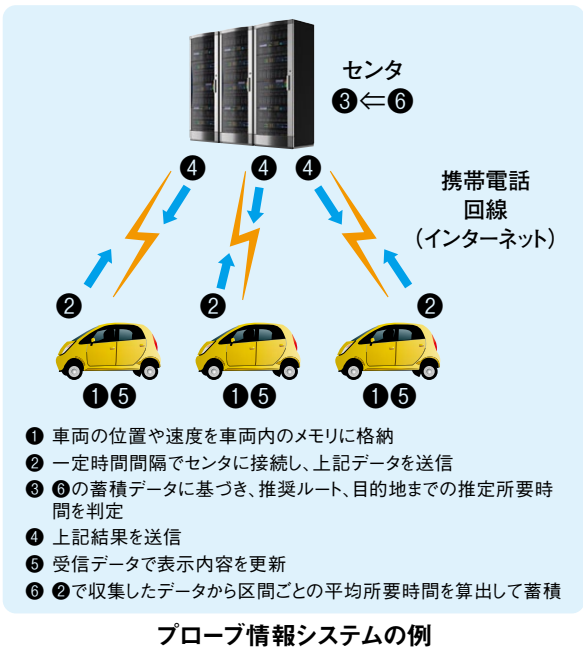 センタ
❸⇐❻
❹ ❹ ❹
携帯電話
回線
（インターネット）
❷ ❷ ❷
❶❺ ❶❺ ❶❺
❶ 車両の位置や速度を車両内のメモリに格納
❷ 一定時間間隔でセンタに接続し、上記データを送信
❸ ❻の蓄積データに基づき、推奨ルート、目的地までの推定所要時
間を判定
❹ 上記結果を送信
❺ 受信データで表示内容を更新
❻ ❷で収集したデータから区間ごとの平均所要時間を算出して蓄積
プローブ情報システムの例